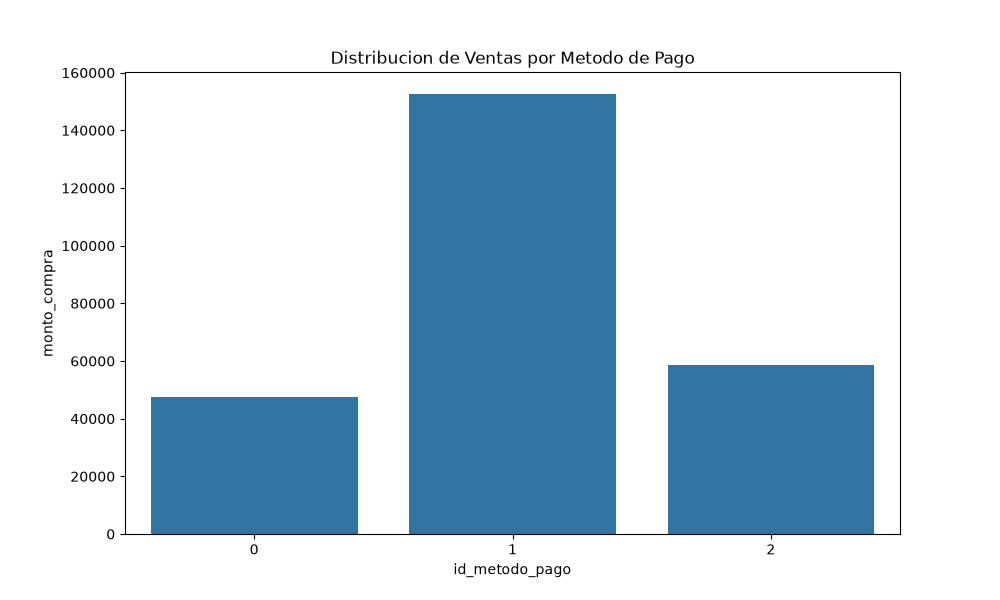 Distribucion de Ventas por Metodo de Pago
160000
140000
120000
100000
80000
60000
40000
20000
0
monto_compra
0 1 2
id_metodo_pago